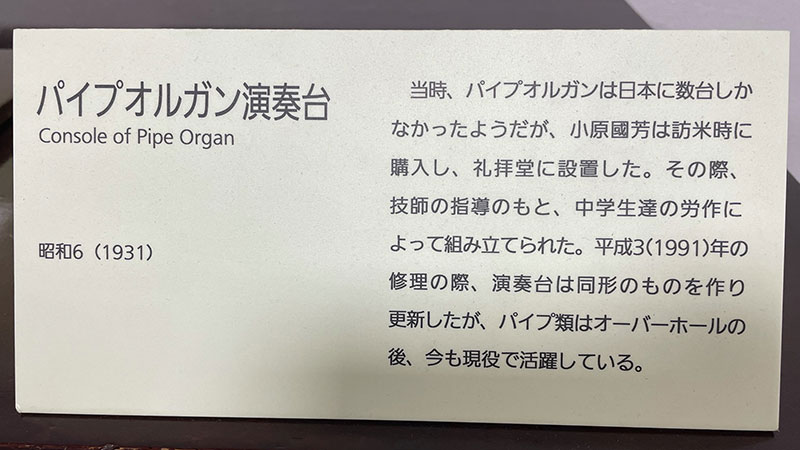 パイプオルガン演奏台
Console of Pipe Organ
昭和6（1931）
当時、パイプオルガンは日本に数台しか
なかったようだが、小原國芳は訪米時に
購入し、礼拝堂に設置した。その際、
技師の指導のもと、中学生達の労作に
よって組み立てられた。平成3(1991)年の
修理の際、演奏台は同形のものを作り
更新したが、パイプ類はオーバーホールの
後、今も現役で活躍している。